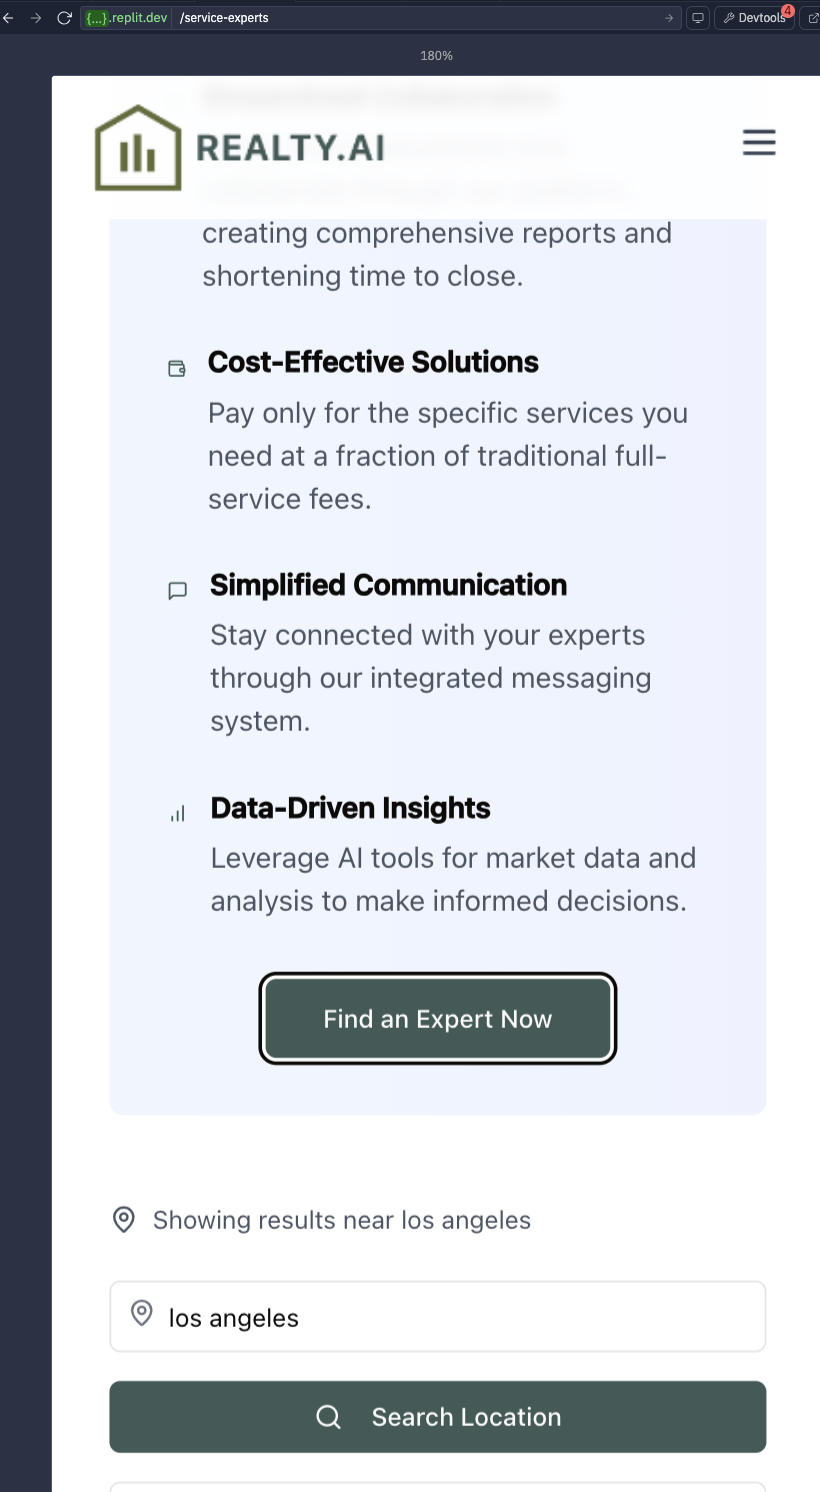 {...}.replit.dev /service-experts
Devtools 4
180%
REALTY.AI
creating comprehensive reports and
shortening time to close.
Cost-Effective Solutions
Pay only for the specific services you
need at a fraction of traditional full-
service fees.
Simplified Communication
Stay connected with your experts
through our integrated messaging
system.
Data-Driven Insights
Leverage AI tools for market data and
analysis to make informed decisions.
Find an Expert Now
Showing results near los angeles
los angeles
Search Location